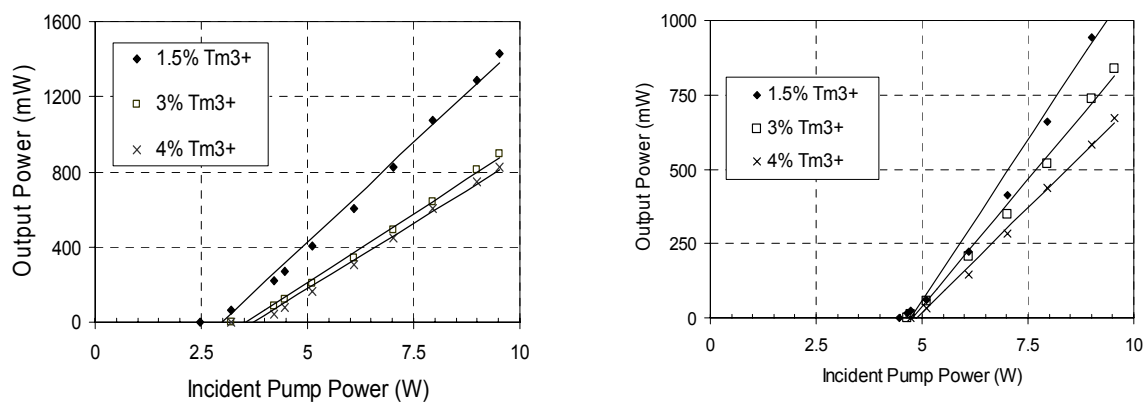 1600
1200
800
400
0
Output Power (mW)
1.5% Tm3+
3% Tm3+
4% Tm3+
0 2.5 5 7.5 10
Incident Pump Power (W)
1000
750
500
250
0
Output Power (mW)
1.5% Tm3+
3% Tm3+
4% Tm3+
0 2.5 5 7.5 10
Incident Pump Power (W)